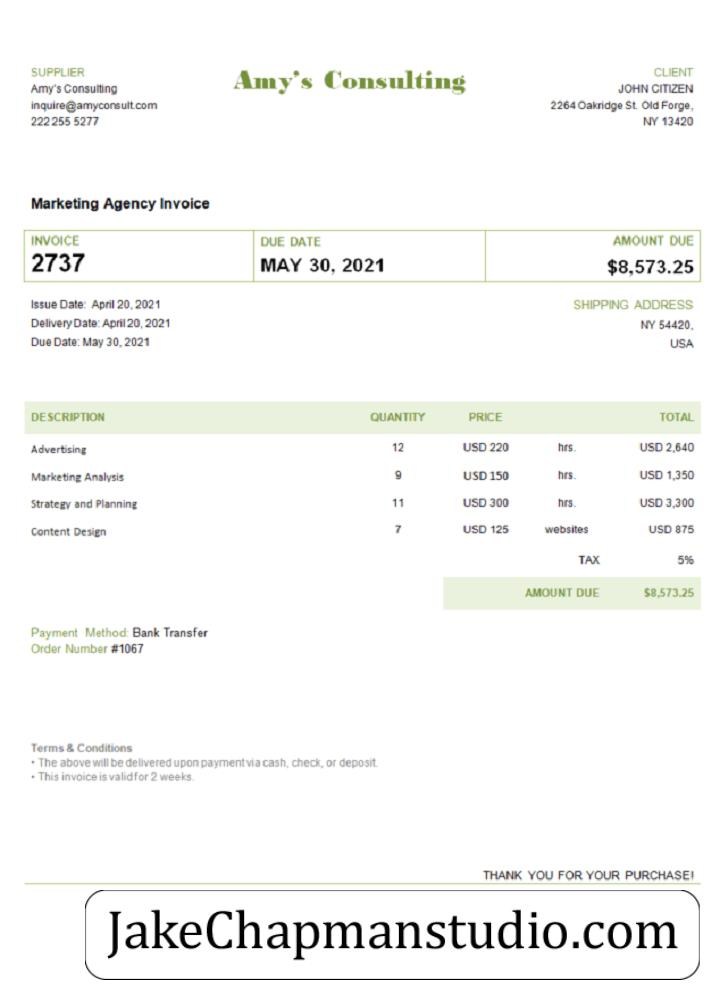 SUPPLIER
Amy's Consulting
inquire@amyconsult.com
222 255 5277
Amy's Consulting
CLIENT
JOHN CITIZEN
2264 Oakridge St. Old Forge,
NY 13420
Marketing Agency Invoice
INVOICE
2737
DUE DATE
MAY 30, 2021
AMOUNT DUE
$8,573.25
Issue Date: April 20, 2021
Delivery Date: April 20, 2021
Due Date: May 30, 2021
SHIPPING ADDRESS
NY 54420,
USA
DESCRIPTION QUANTITY PRICE TOTAL
Advertising 12 USD 220 hrs. USD 2,640
Marketing Analysis 9 USD 150 hrs. USD 1,350
Strategy and Planning 11 USD 300 hrs. USD 3,300
Content Design 7 USD 125 websites USD 875
TAX 5%
AMOUNT DUE $8,573.25
Payment Method: Bank Transfer
Order Number #1067
Terms & Conditions
• The above will be delivered upon payment via cash, check, or deposit.
• This invoice is valid for 2 weeks.
THANK YOU FOR YOUR PURCHASE!
JakeChapmanstudio.com